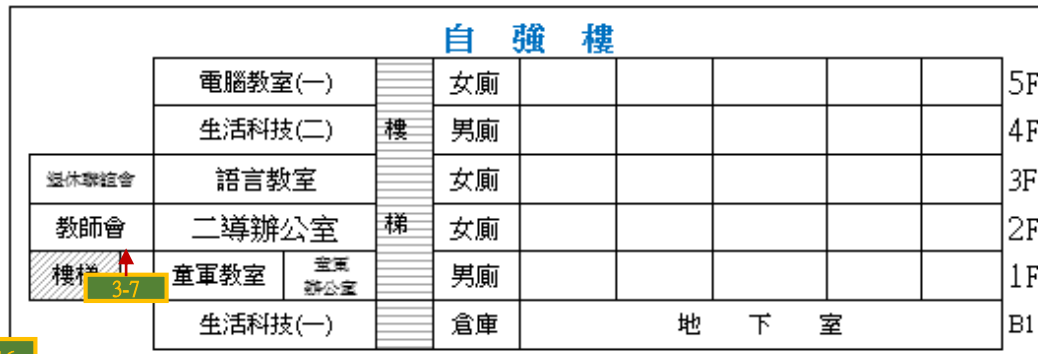 自 強 樓
電腦教室(一) 女廁 5F
生活科技(二) 樓 男廁 4F
退休聯誼會 語言教室 女廁 3F
教師會 二導辦公室 梯 女廁 2F
樓梯 童軍教室 童軍 男廁 1F
辦公室
3-7
生活科技(一) 倉庫 地 下 室 B1